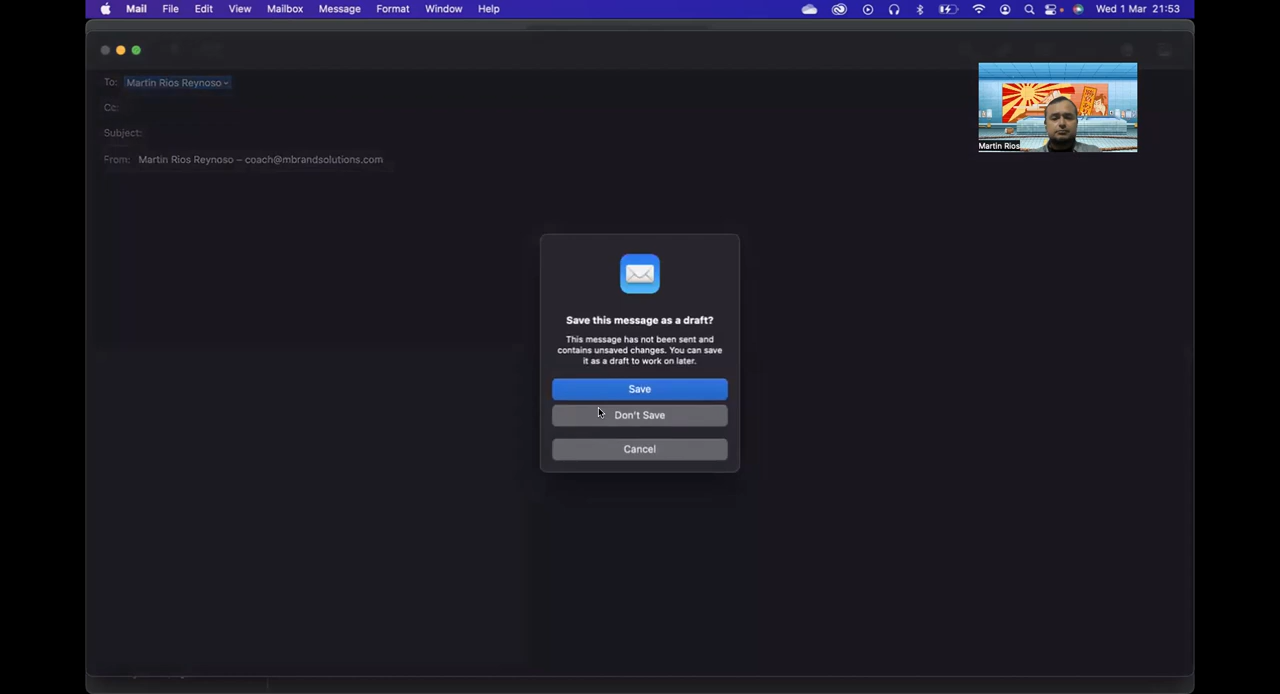 Mail File Edit View Mailbox Message Format Window Help Wed 1 Mar 21:53
To: Martin Rios Reynoso
Cc:
Subject:
From: Martin Rios Reynoso – coach@mbrandsolutions.com
Martin Rios
Save this message as a draft?
This message has not been sent and
contains unsaved changes. You can save
it as a draft to work on later.
Save
Don't Save
Cancel